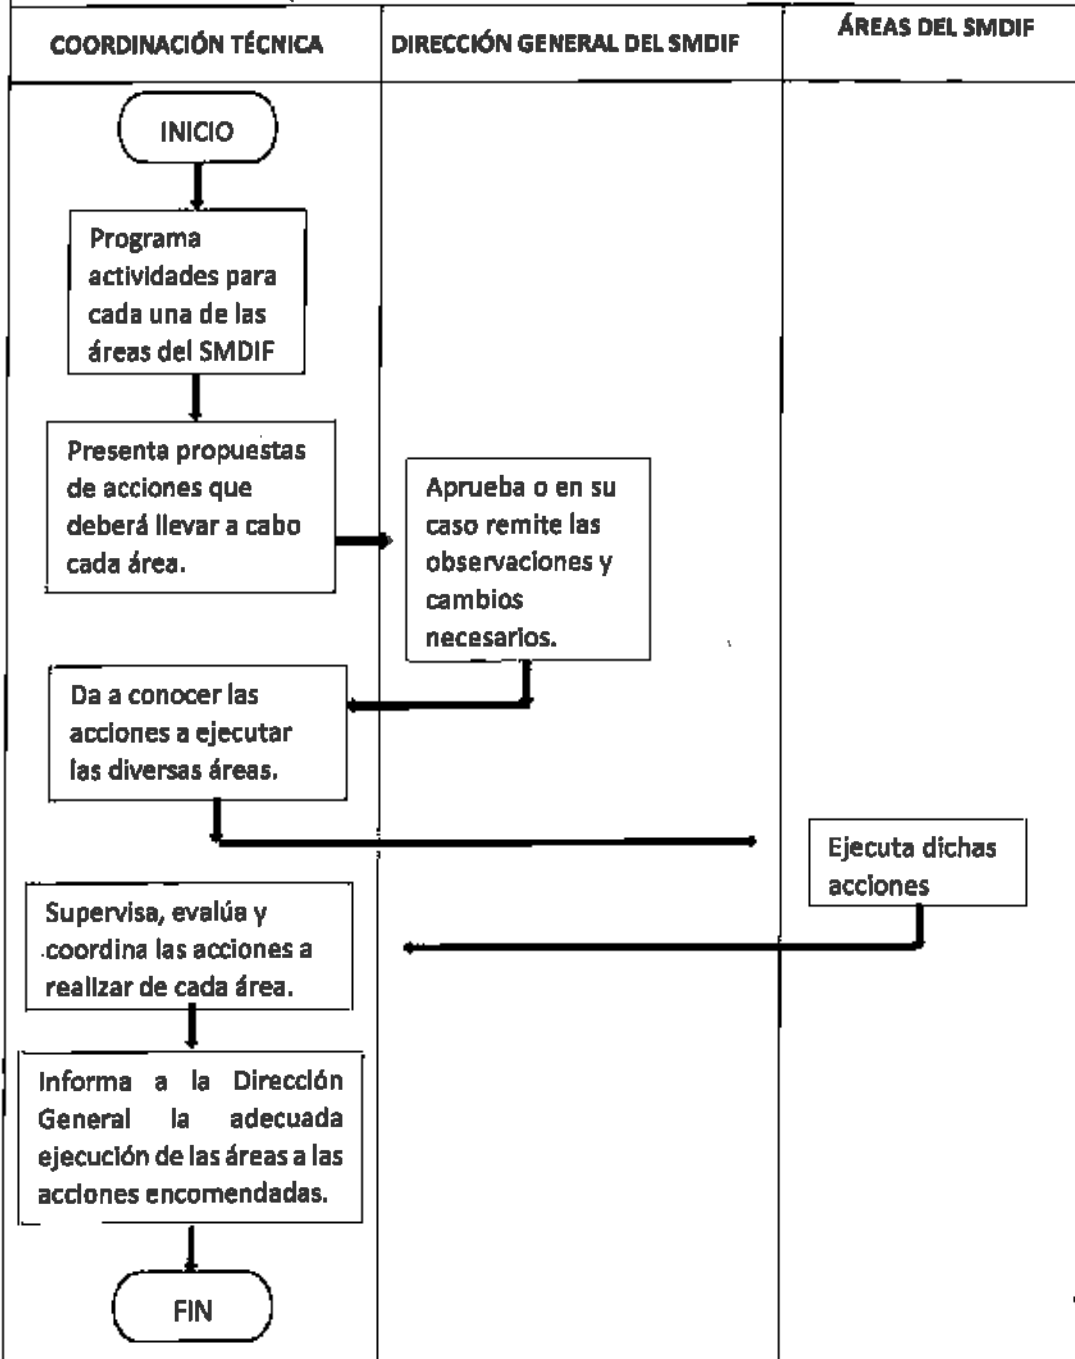 COORDINACIÓN TÉCNICA
DIRECCIÓN GENERAL DEL SMDIF
ÁREAS DEL SMDIF
INICIO
Programa
actividades para
cada una de las
áreas del SMDIF
Presenta propuestas
de acciones que
deberá llevar a cabo
cada área.
Aprueba o en su
caso remite las
observaciones y
cambios
necesarios.
Da a conocer las
acciones a ejecutar
las diversas áreas.
Ejecuta dichas
acciones
Supervisa, evalúa y
coordina las acciones a
realizar de cada área.
Informa a la Dirección
General la adecuada
ejecución de las áreas a las
acciones encomendadas.
FIN